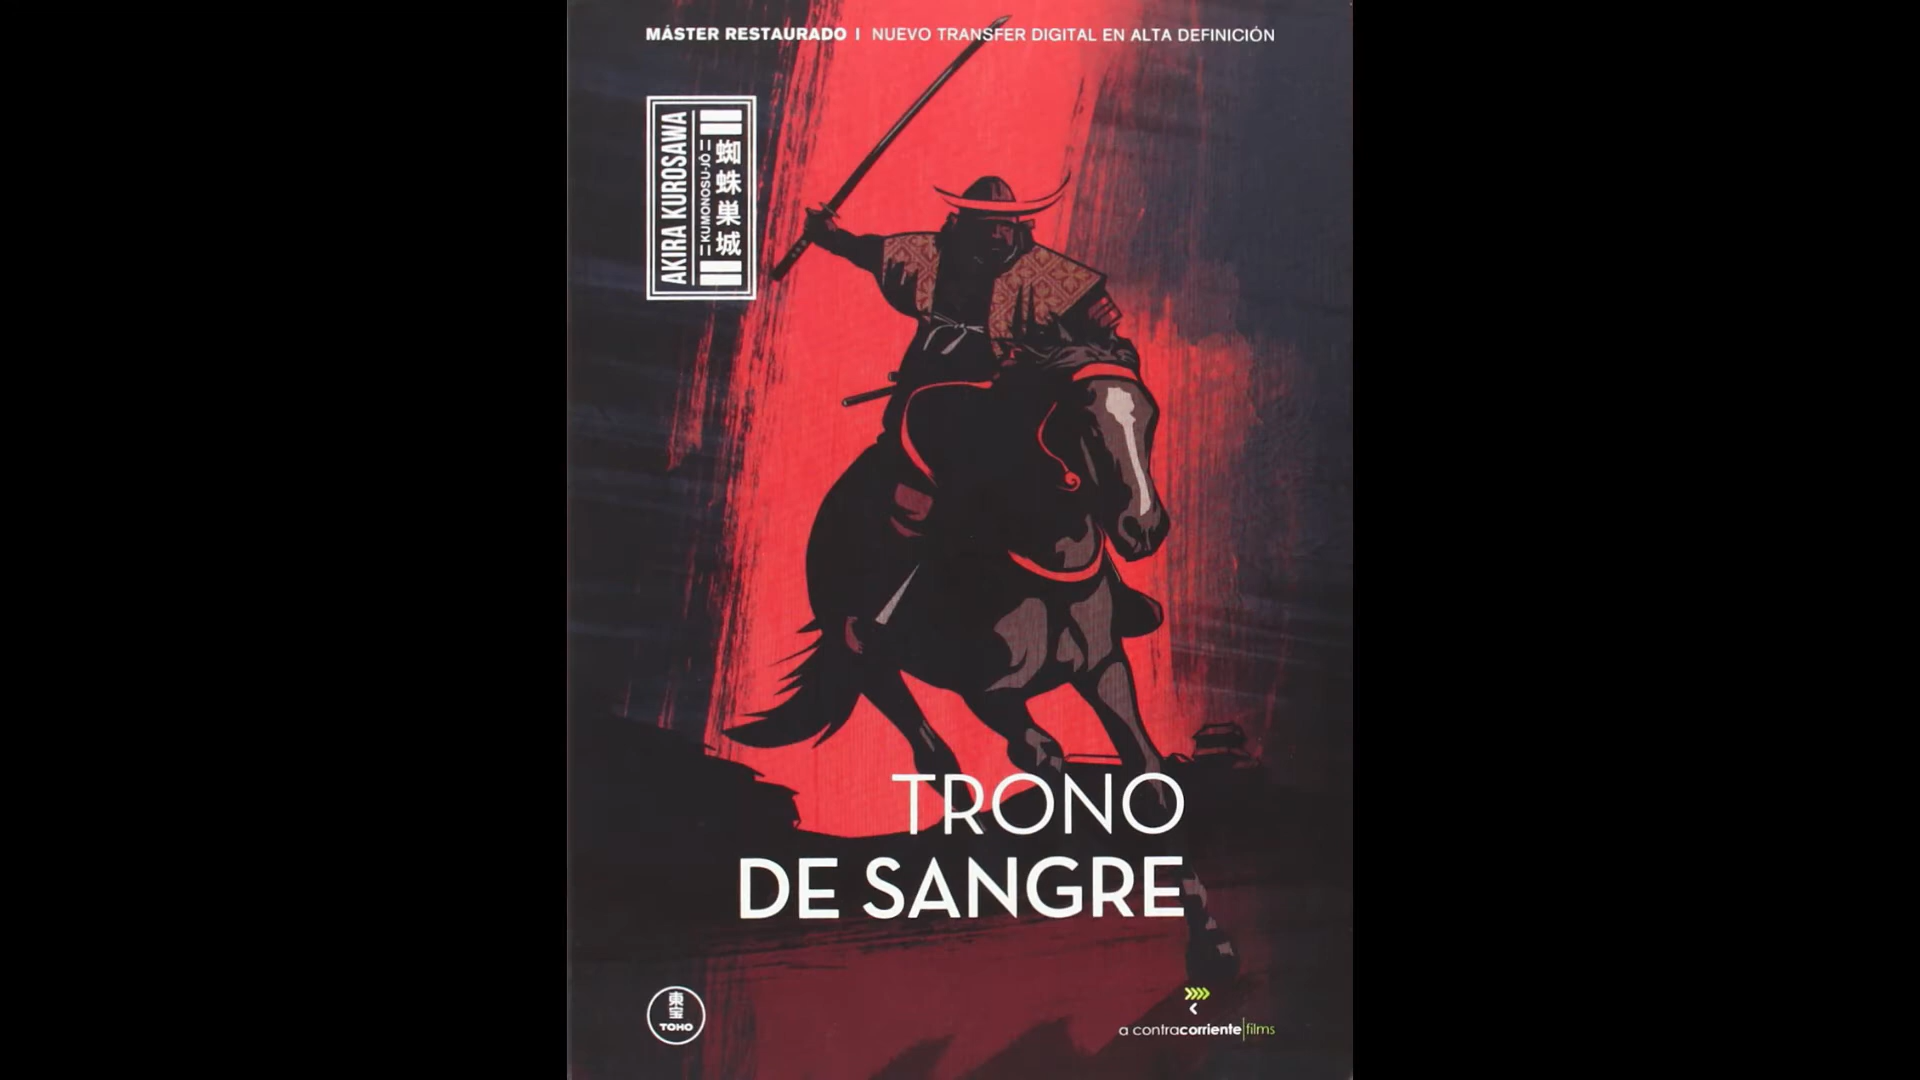 MÁSTER RESTAURADO | NUEVO TRANSFER DIGITAL EN ALTA DEFINICIÓN
AKIRA KUROSAWA
KUMONOSU-JÔ
蜘蛛巣城
TRONO
DE SANGRE
東宝
TOHO
a contracorriente|films